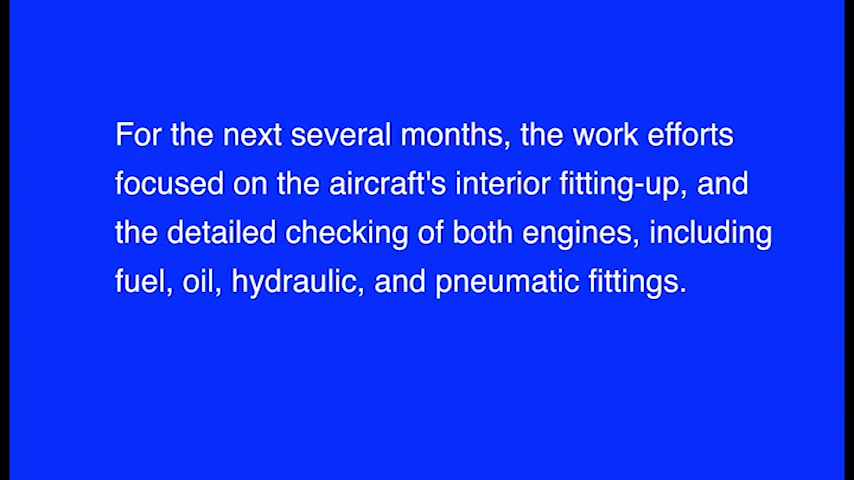 For the next several months, the work efforts
focused on the aircraft's interior fitting-up, and
the detailed checking of both engines, including
fuel, oil, hydraulic, and pneumatic fittings.